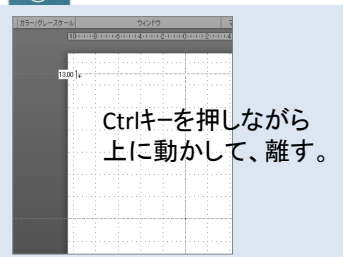 カラー/グレースケール
ウィンドウ
マ
13.00
Ctrlキーを押しながら
上に動かして、離す。